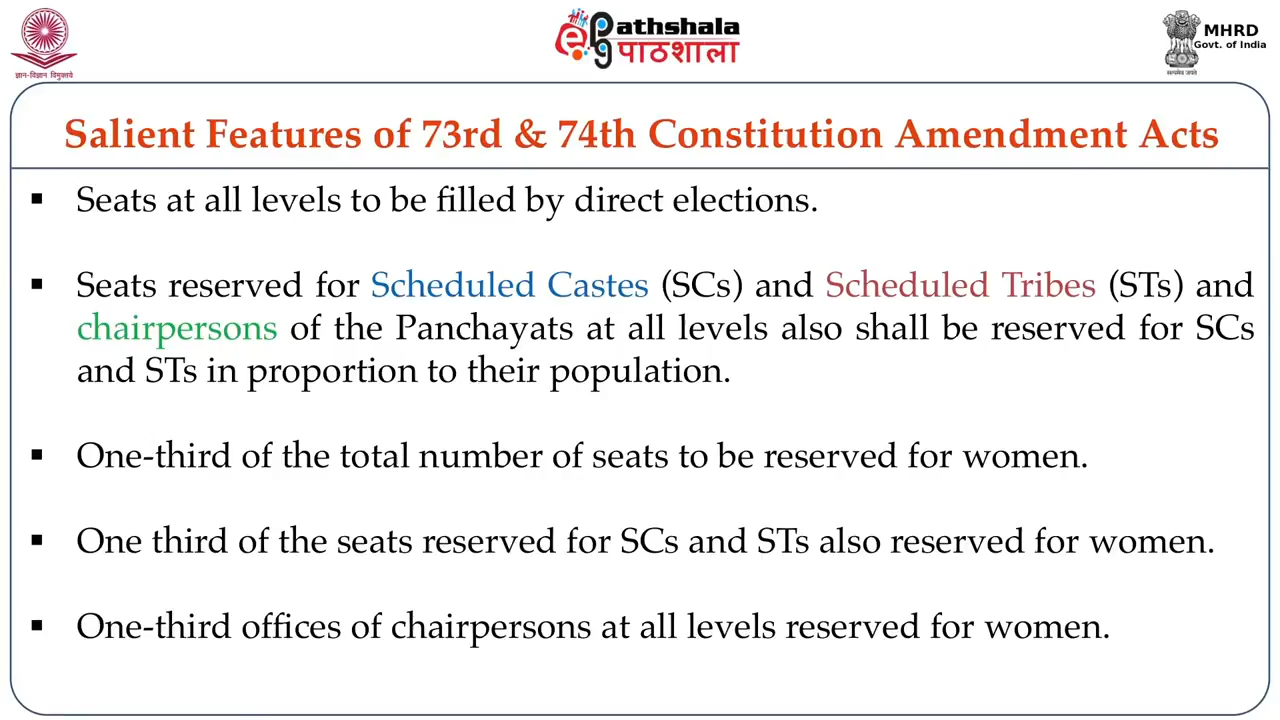 ज्ञान-विज्ञान विमुक्तये
ePathshala
पाठशाला
MHRD
Govt. of India
सत्यमेव जयते
Salient Features of 73rd & 74th Constitution Amendment Acts
▪ Seats at all levels to be filled by direct elections.
▪ Seats reserved for Scheduled Castes (SCs) and Scheduled Tribes (STs) and
chairpersons of the Panchayats at all levels also shall be reserved for SCs
and STs in proportion to their population.
▪ One-third of the total number of seats to be reserved for women.
▪ One third of the seats reserved for SCs and STs also reserved for women.
▪ One-third offices of chairpersons at all levels reserved for women.